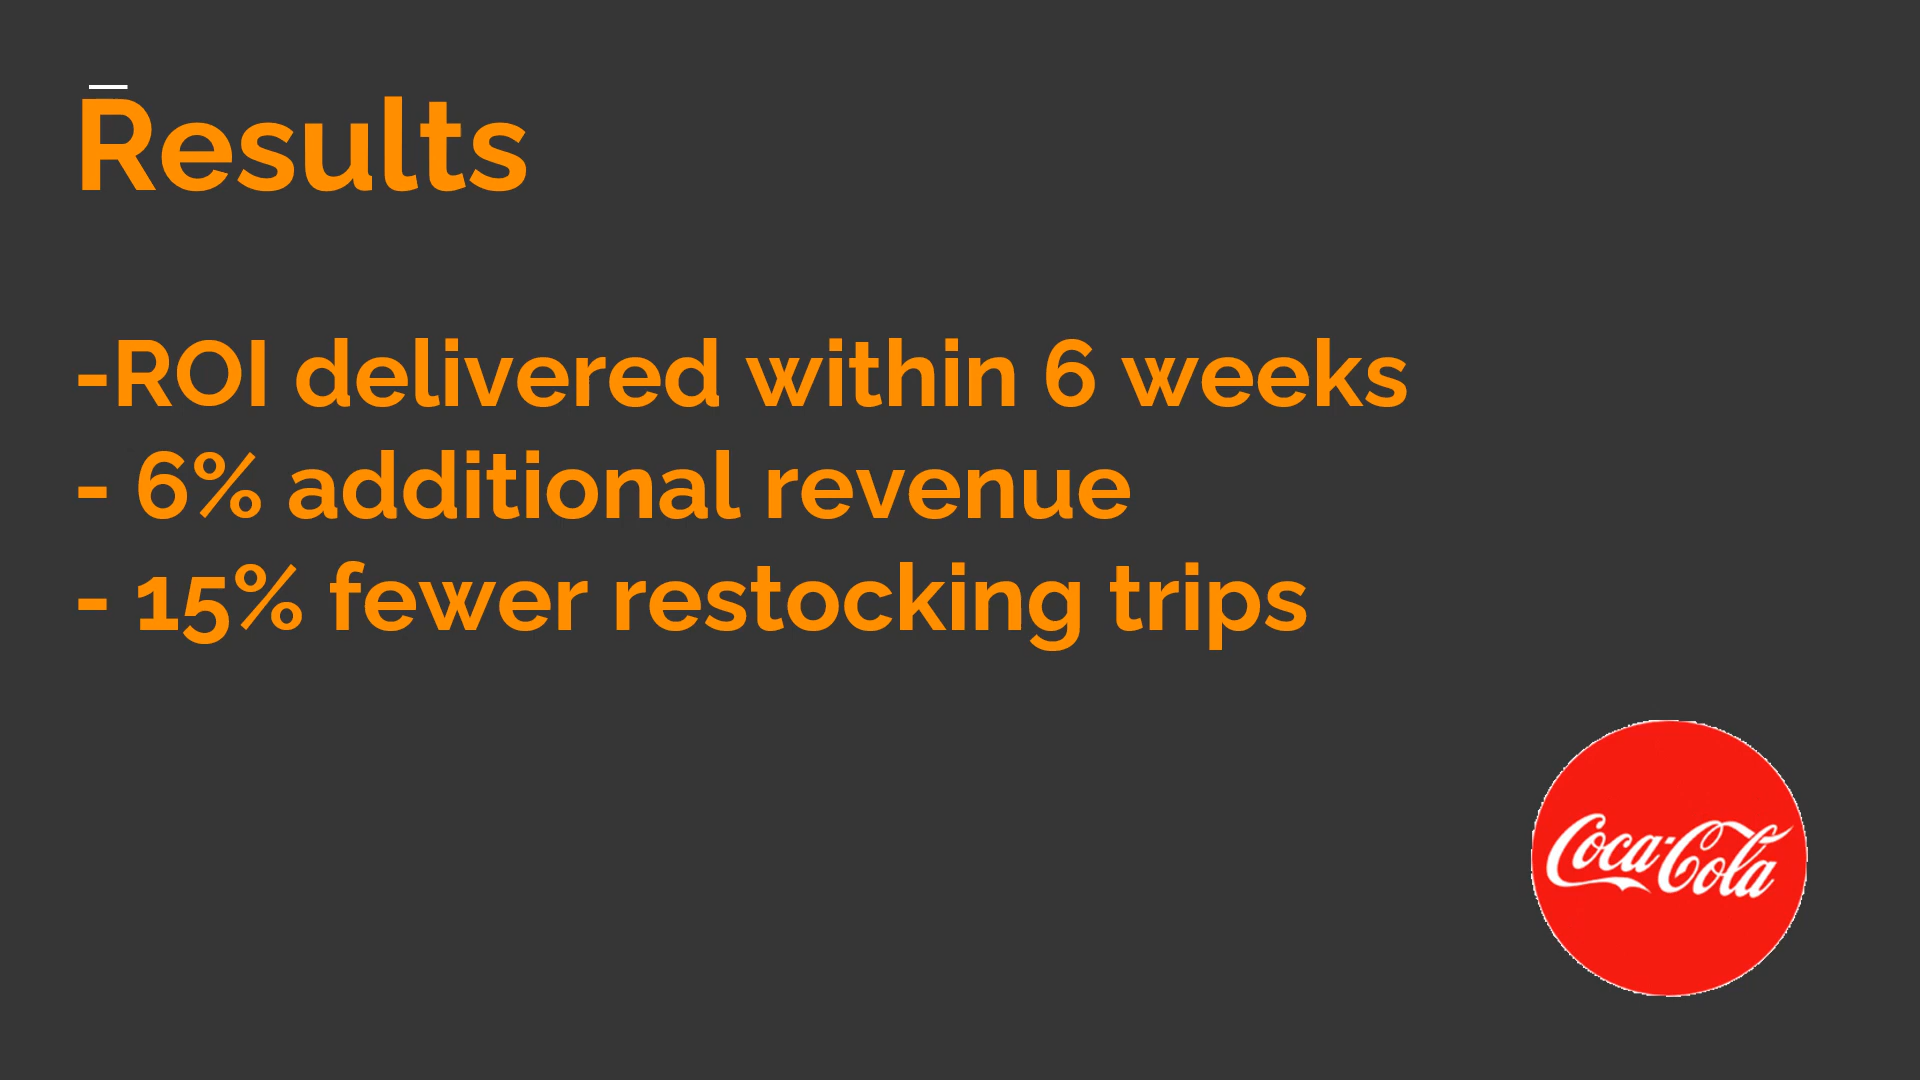 Results
-ROI delivered within 6 weeks
- 6% additional revenue
- 15% fewer restocking trips
Coca-Cola